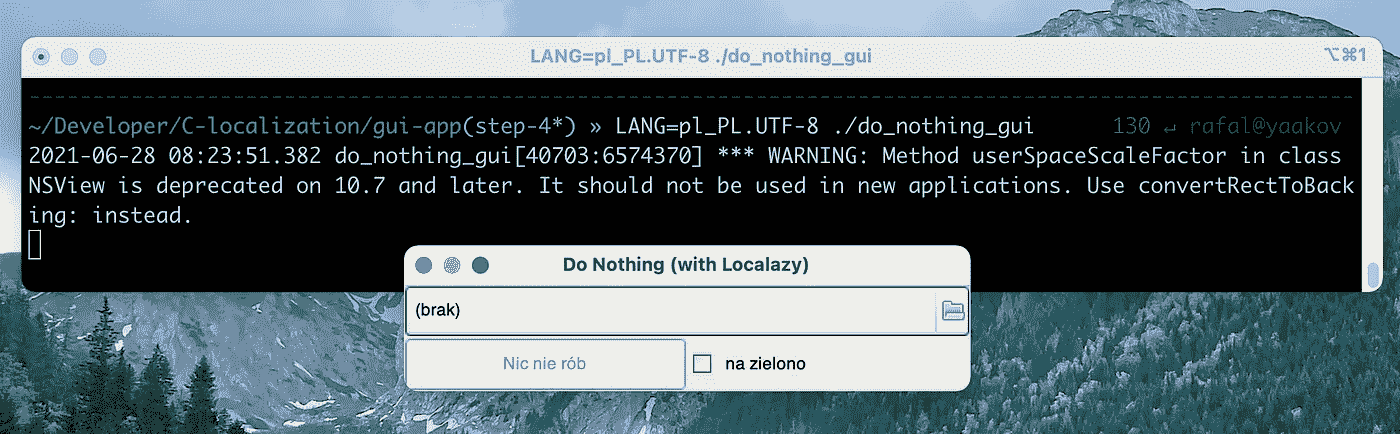 LANG=pl_PL.UTF-8 ./do_nothing_gui ⌥⌘1
~/Developer/C-localization/gui-app(step-4*) » LANG=pl_PL.UTF-8 ./do_nothing_gui 130 ↵ rafal@yaakov
2021-06-28 08:23:51.382 do_nothing_gui[40703:6574370] *** WARNING: Method userSpaceScaleFactor in class
NSView is deprecated on 10.7 and later. It should not be used in new applications. Use convertRectToBack
ing: instead.
Do Nothing (with Localazy)
(brak)
Nic nie rób na zielono